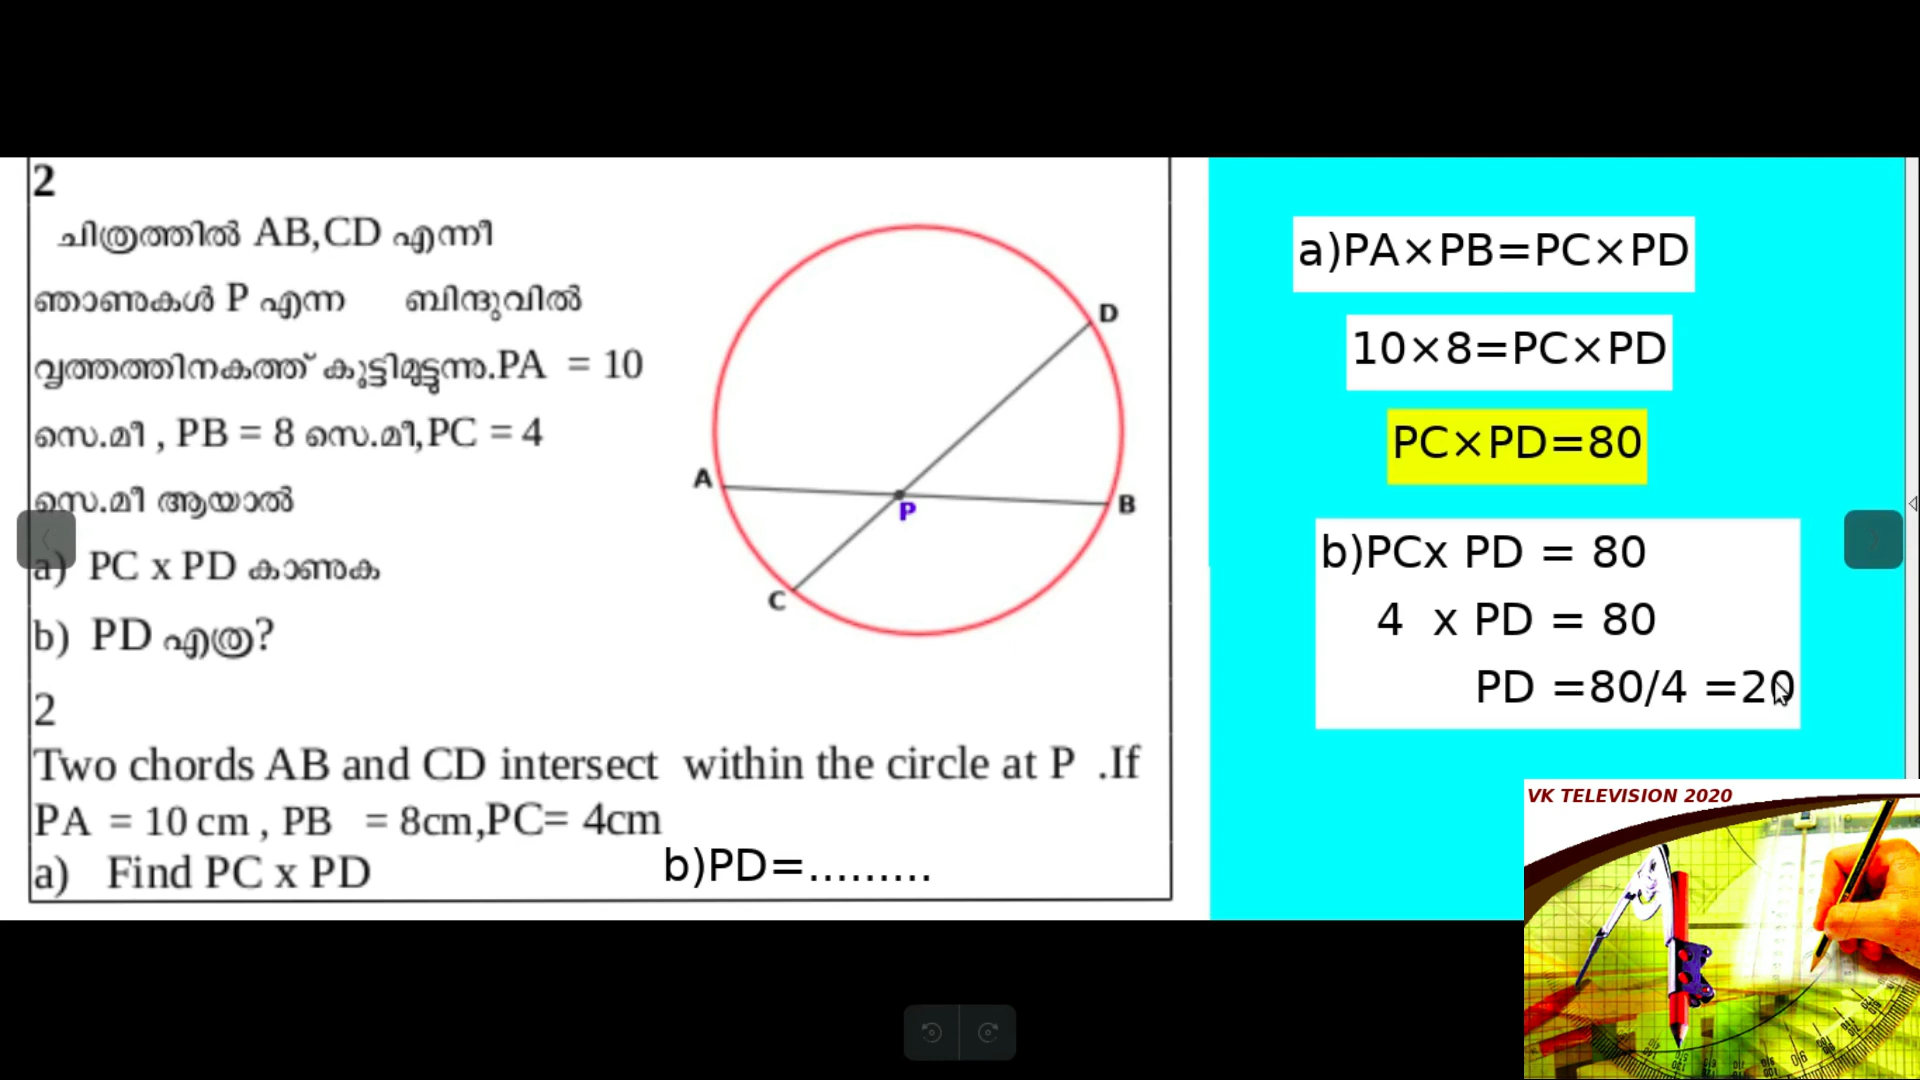 2
ചിത്രത്തിൽ AB,CD എന്നീ
ഞാണുകൾ P എന്ന ബിന്ദുവിൽ
വൃത്തത്തിനകത്ത് കൂട്ടിമുട്ടുന്നു.PA = 10
സെ.മീ , PB = 8 സെ.മീ,PC = 4
സെ.മീ ആയാൽ
a) PC x PD കാണുക
b) PD എത്ര?
D
A
P
B
C
2
Two chords AB and CD intersect within the circle at P .If
PA = 10 cm , PB = 8cm,PC= 4cm
a) Find PC x PD b)PD=.........
a)PA×PB=PC×PD
10×8=PC×PD
PC×PD=80
b)PCx PD = 80
4 x PD = 80
PD =80/4 =20
VK TELEVISION 2020